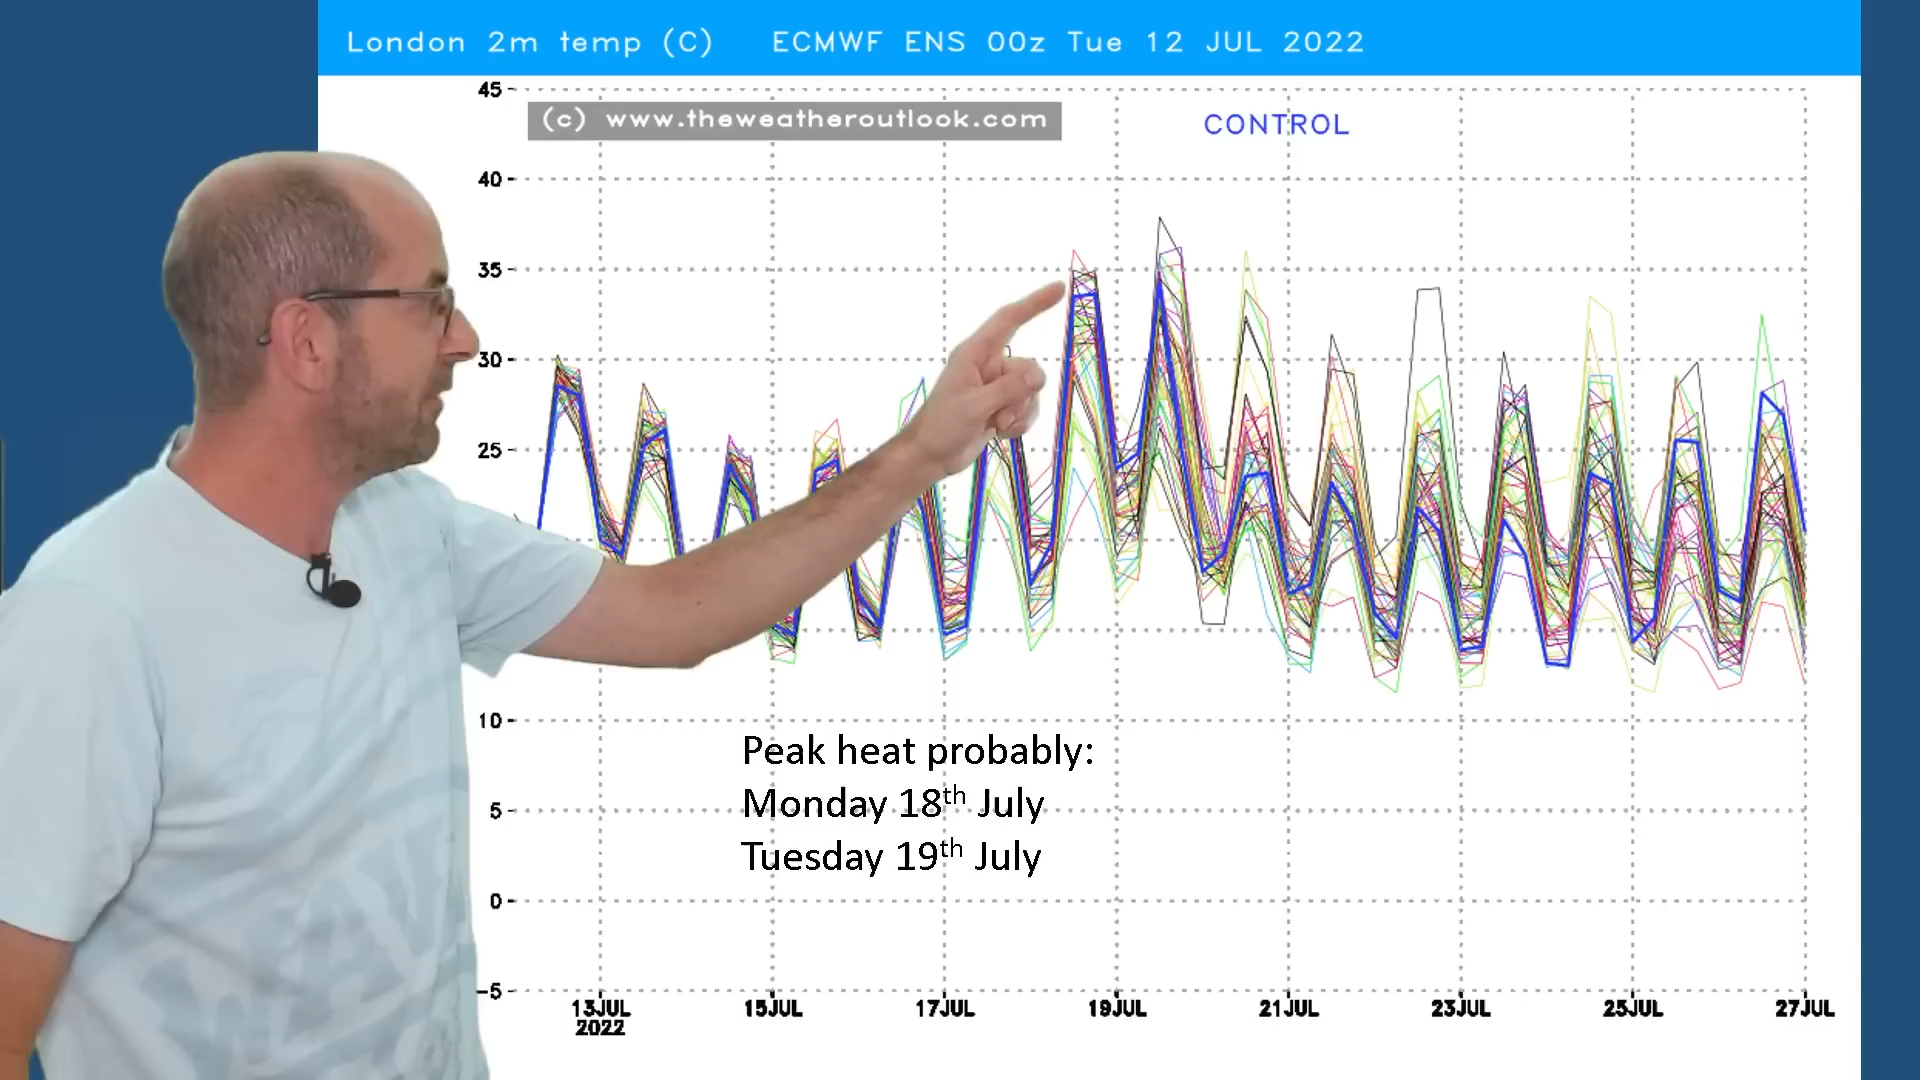 London 2m temp (C) ECMWF ENS 00z Tue 12 JUL 2022
(c) www.theweatheroutlook.com
CONTROL
45
40
35
30
25
10
5
0
-5
13JUL 15JUL 17JUL 19JUL 21JUL 23JUL 25JUL 27JUL
2022
Peak heat probably:
Monday 18th July
Tuesday 19th July